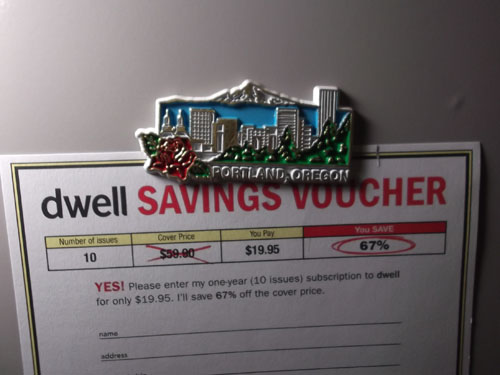 PORTLAND, OREGON
dwell SAVINGS VOUCHER
Number of issues Cover Price You Pay You SAVE
10 $59.90 $19.95 67%
YES! Please enter my one-year (10 issues) subscription to dwell
for only $19.95. I'll save 67% off the cover price.
name
address